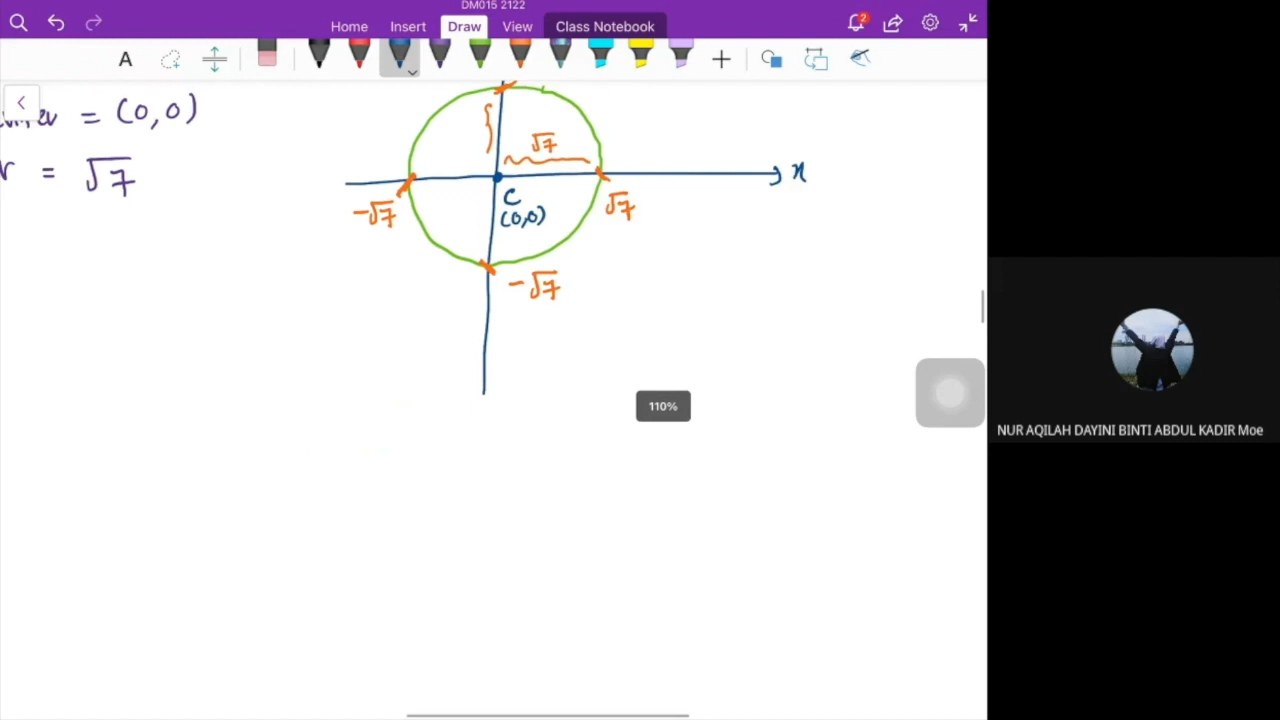 DM015 2122
Home Insert Draw View Class Notebook
2
A
= (0,0)
r = √7
√7
x
C
(0,0)
-√7
√7
-√7
110%
NUR AQILAH DAYINI BINTI ABDUL KADIR Moe